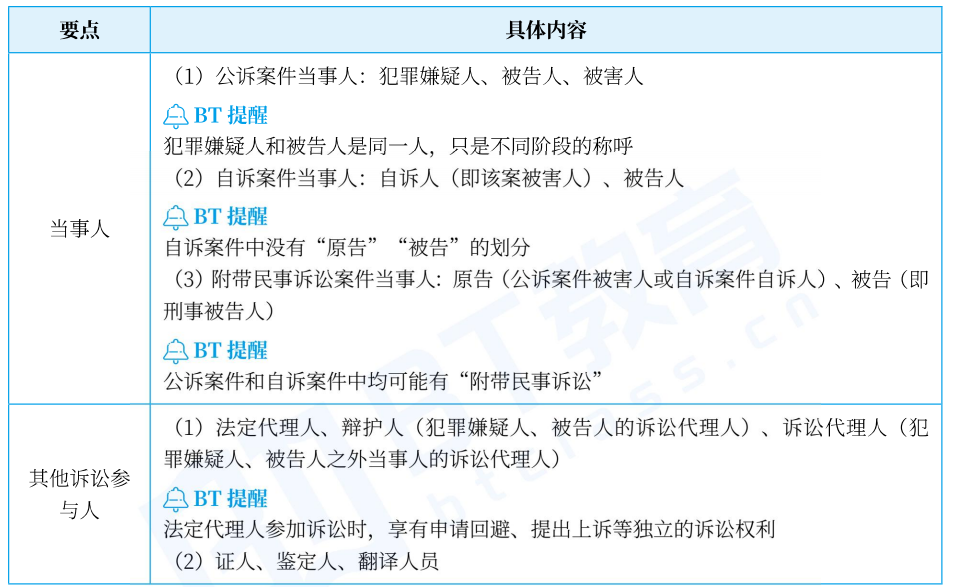 要点
具体内容
当事人
（1）公诉案件当事人：犯罪嫌疑人、被告人、被害人
BT 提醒
犯罪嫌疑人和被告人是同一人，只是不同阶段的称呼
（2）自诉案件当事人：自诉人（即该案被害人）、被告人
BT 提醒
自诉案件中没有“原告”“被告”的划分
（3）附带民事诉讼案件当事人：原告（公诉案件被害人或自诉案件自诉人）、被告（即
刑事被告人）
BT 提醒
公诉案件和自诉案件中均可能有“附带民事诉讼”
其他诉讼参
与人
（1）法定代理人、辩护人（犯罪嫌疑人、被告人的诉讼代理人）、诉讼代理人（犯
罪嫌疑人、被告人之外当事人的诉讼代理人）
BT 提醒
法定代理人参加诉讼时，享有申请回避、提出上诉等独立的诉讼权利
（2）证人、鉴定人、翻译人员
BT教育